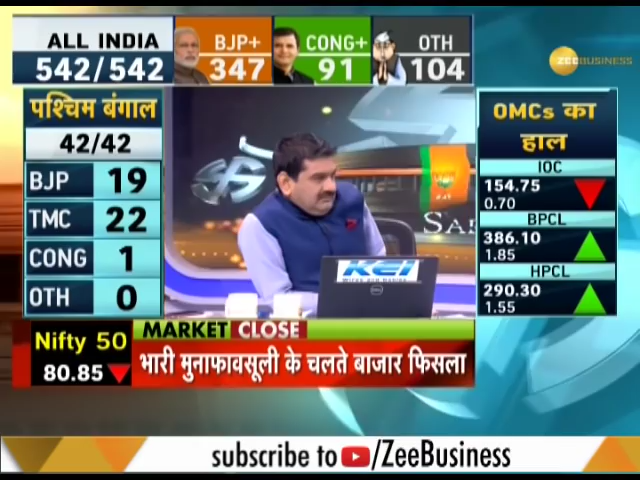 ALL INDIA
542/542
BJP+
347
CONG+
91
OTH
104
ZEEBUSINESS
पश्चिम बंगाल
42/42
BJP 19
TMC 22
CONG 1
OTH 0
OMCs का
हाल
IOC
154.75
0.70
BPCL
386.10
1.85
HPCL
290.30
1.55
KEI
Nifty 50
80.85
MARKET CLOSE
भारी मुनाफावसूली के चलते बाजार फिसला
subscribe to /ZeeBusiness